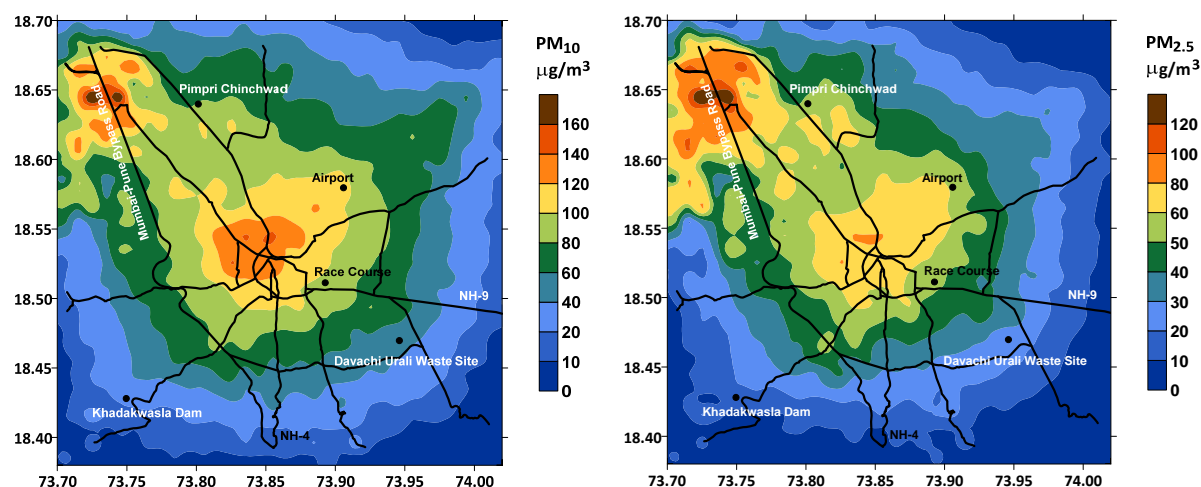 18.70
18.65
18.60
18.55
18.50
18.45
18.40
73.70 73.75 73.80 73.85 73.90 73.95 74.00
Pimpri Chinchwad
Mumbai-Pune Bypass Road
Airport
Race Course
NH-9
Davachi Urali Waste Site
Khadakwasla Dam
NH-4
PM10
μg/m3
160
140
120
100
80
60
40
20
10
0
18.70
18.65
18.60
18.55
18.50
18.45
18.40
73.70 73.75 73.80 73.85 73.90 73.95 74.00
Pimpri Chinchwad
Mumbai-Pune Bypass Road
Airport
Race Course
NH-9
Davachi Urali Waste Site
Khadakwasla Dam
NH-4
PM2.5
μg/m3
120
100
80
60
50
40
30
20
10
0